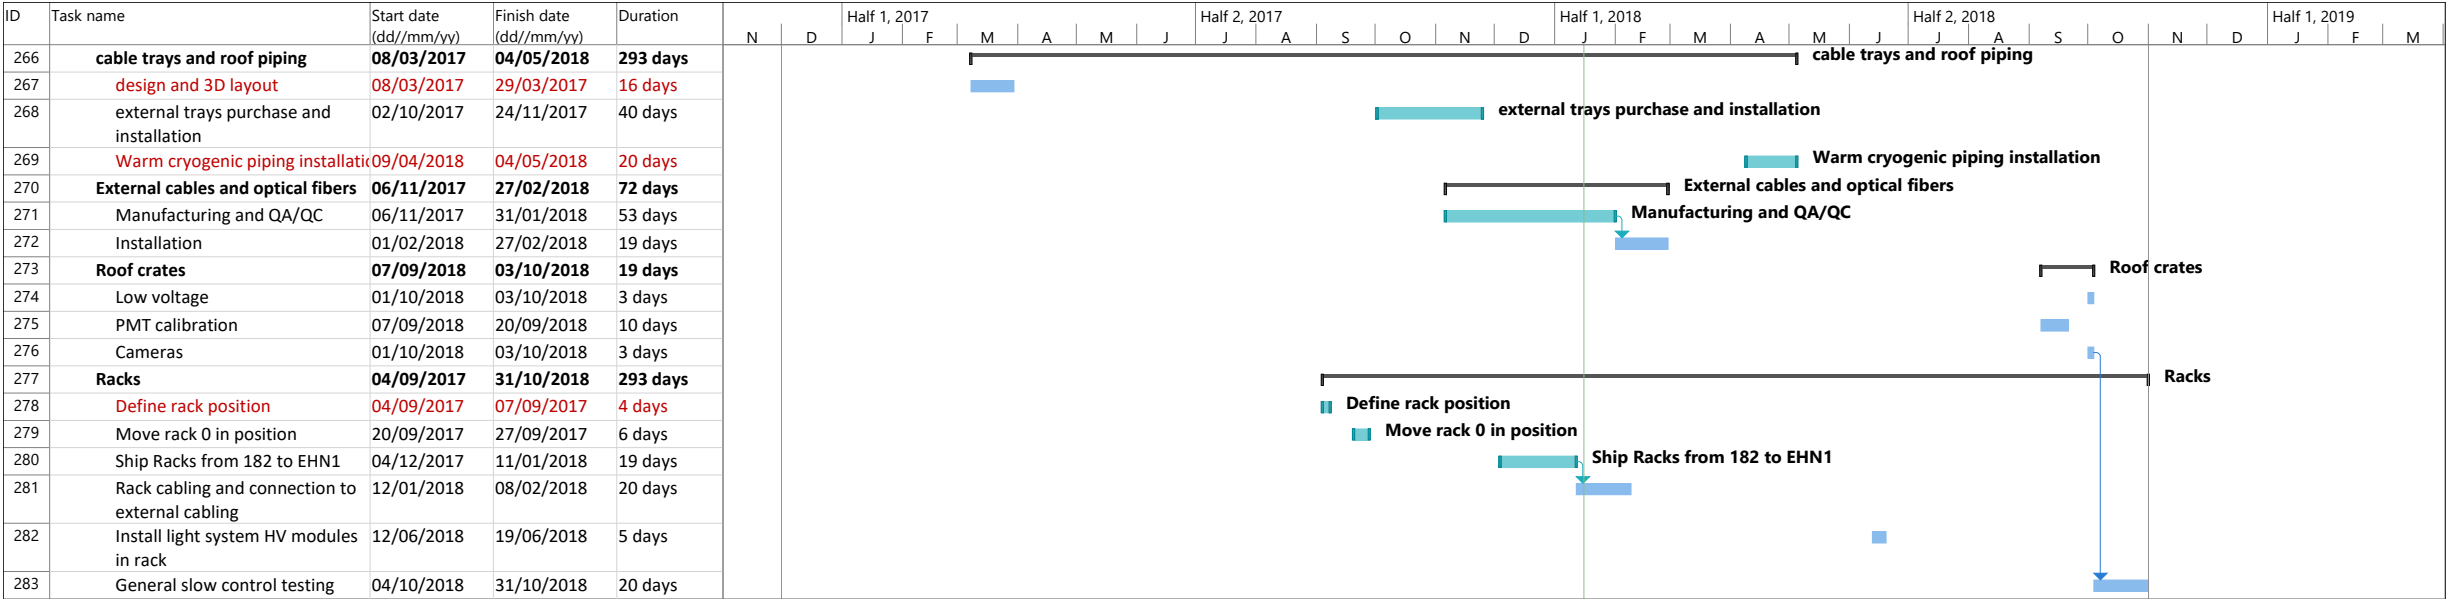 ID Task name Start date Finish date Duration Half 1, 2017 Half 2, 2017 Half 1, 2018 Half 2, 2018 Half 1, 2019
(dd//mm/yy) (dd//mm/yy) N D J F M A M J J A S O N D J F M A M J J A S O N D J F M
266 cable trays and roof piping 08/03/2017 04/05/2018 293 days cable trays and roof piping
267 design and 3D layout 08/03/2017 29/03/2017 16 days
268 external trays purchase and 02/10/2017 24/11/2017 40 days external trays purchase and installation
installation
269 Warm cryogenic piping installatic 09/04/2018 04/05/2018 20 days Warm cryogenic piping installation
270 External cables and optical fibers 06/11/2017 27/02/2018 72 days External cables and optical fibers
271 Manufacturing and QA/QC 06/11/2017 31/01/2018 53 days Manufacturing and QA/QC
272 Installation 01/02/2018 27/02/2018 19 days
273 Roof crates 07/09/2018 03/10/2018 19 days Roof crates
274 Low voltage 01/10/2018 03/10/2018 3 days
275 PMT calibration 07/09/2018 20/09/2018 10 days
276 Cameras 01/10/2018 03/10/2018 3 days
277 Racks 04/09/2017 31/10/2018 293 days Racks
278 Define rack position 04/09/2017 07/09/2017 4 days Define rack position
279 Move rack 0 in position 20/09/2017 27/09/2017 6 days Move rack 0 in position
280 Ship Racks from 182 to EHN1 04/12/2017 11/01/2018 19 days Ship Racks from 182 to EHN1
281 Rack cabling and connection to 12/01/2018 08/02/2018 20 days
external cabling
282 Install light system HV modules 12/06/2018 19/06/2018 5 days
in rack
283 General slow control testing 04/10/2018 31/10/2018 20 days